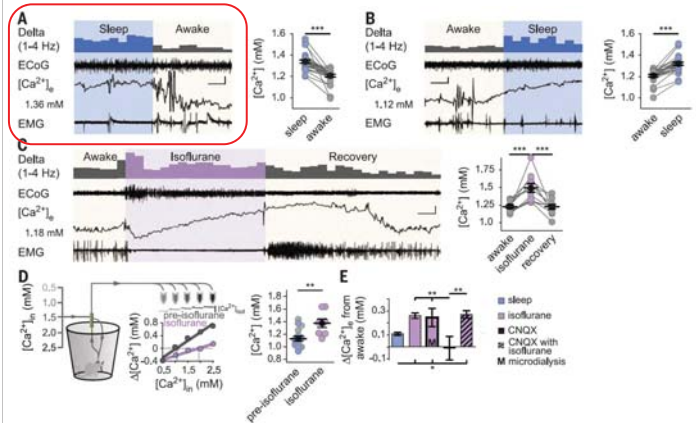 A
Sleep
Awake
Delta
(1-4 Hz)
ECoG
[Ca²⁺]e
1.36 mM
EMG
[Ca²⁺] (mM)
1.6
1.4
1.2
1.0
***
sleep
awake
B
Awake
Sleep
Delta
(1-4 Hz)
ECoG
[Ca²⁺]e
1.12 mM
EMG
[Ca²⁺] (mM)
1.6
1.4
1.2
1.0
***
awake
sleep
C
Awake
Isoflurane
Recovery
Delta
(1-4 Hz)
ECoG
[Ca²⁺]e
1.18 mM
EMG
[Ca²⁺] (mM)
1.75
1.5
1.25
1.0
*** ***
awake
isoflurane
recovery
D
[Ca²⁺]in (mM)
0.5
1.5
2.5
[Ca²⁺]out
pre-isoflurane
isoflurane
Δ[Ca²⁺] (mM)
1.2
0.4
-0.4
0.5 1.5 2.5
[Ca²⁺]in (mM)
[Ca²⁺] (mM)
1.8
1.6
1.4
1.2
1.0
0.8
**
pre-isoflurane
isoflurane
E
Δ[Ca²⁺]e from
awake (mM)
0.3
0.1
-0.1
** **
M
*
sleep
isoflurane
CNQX
CNQX with
isoflurane
M microdialysis